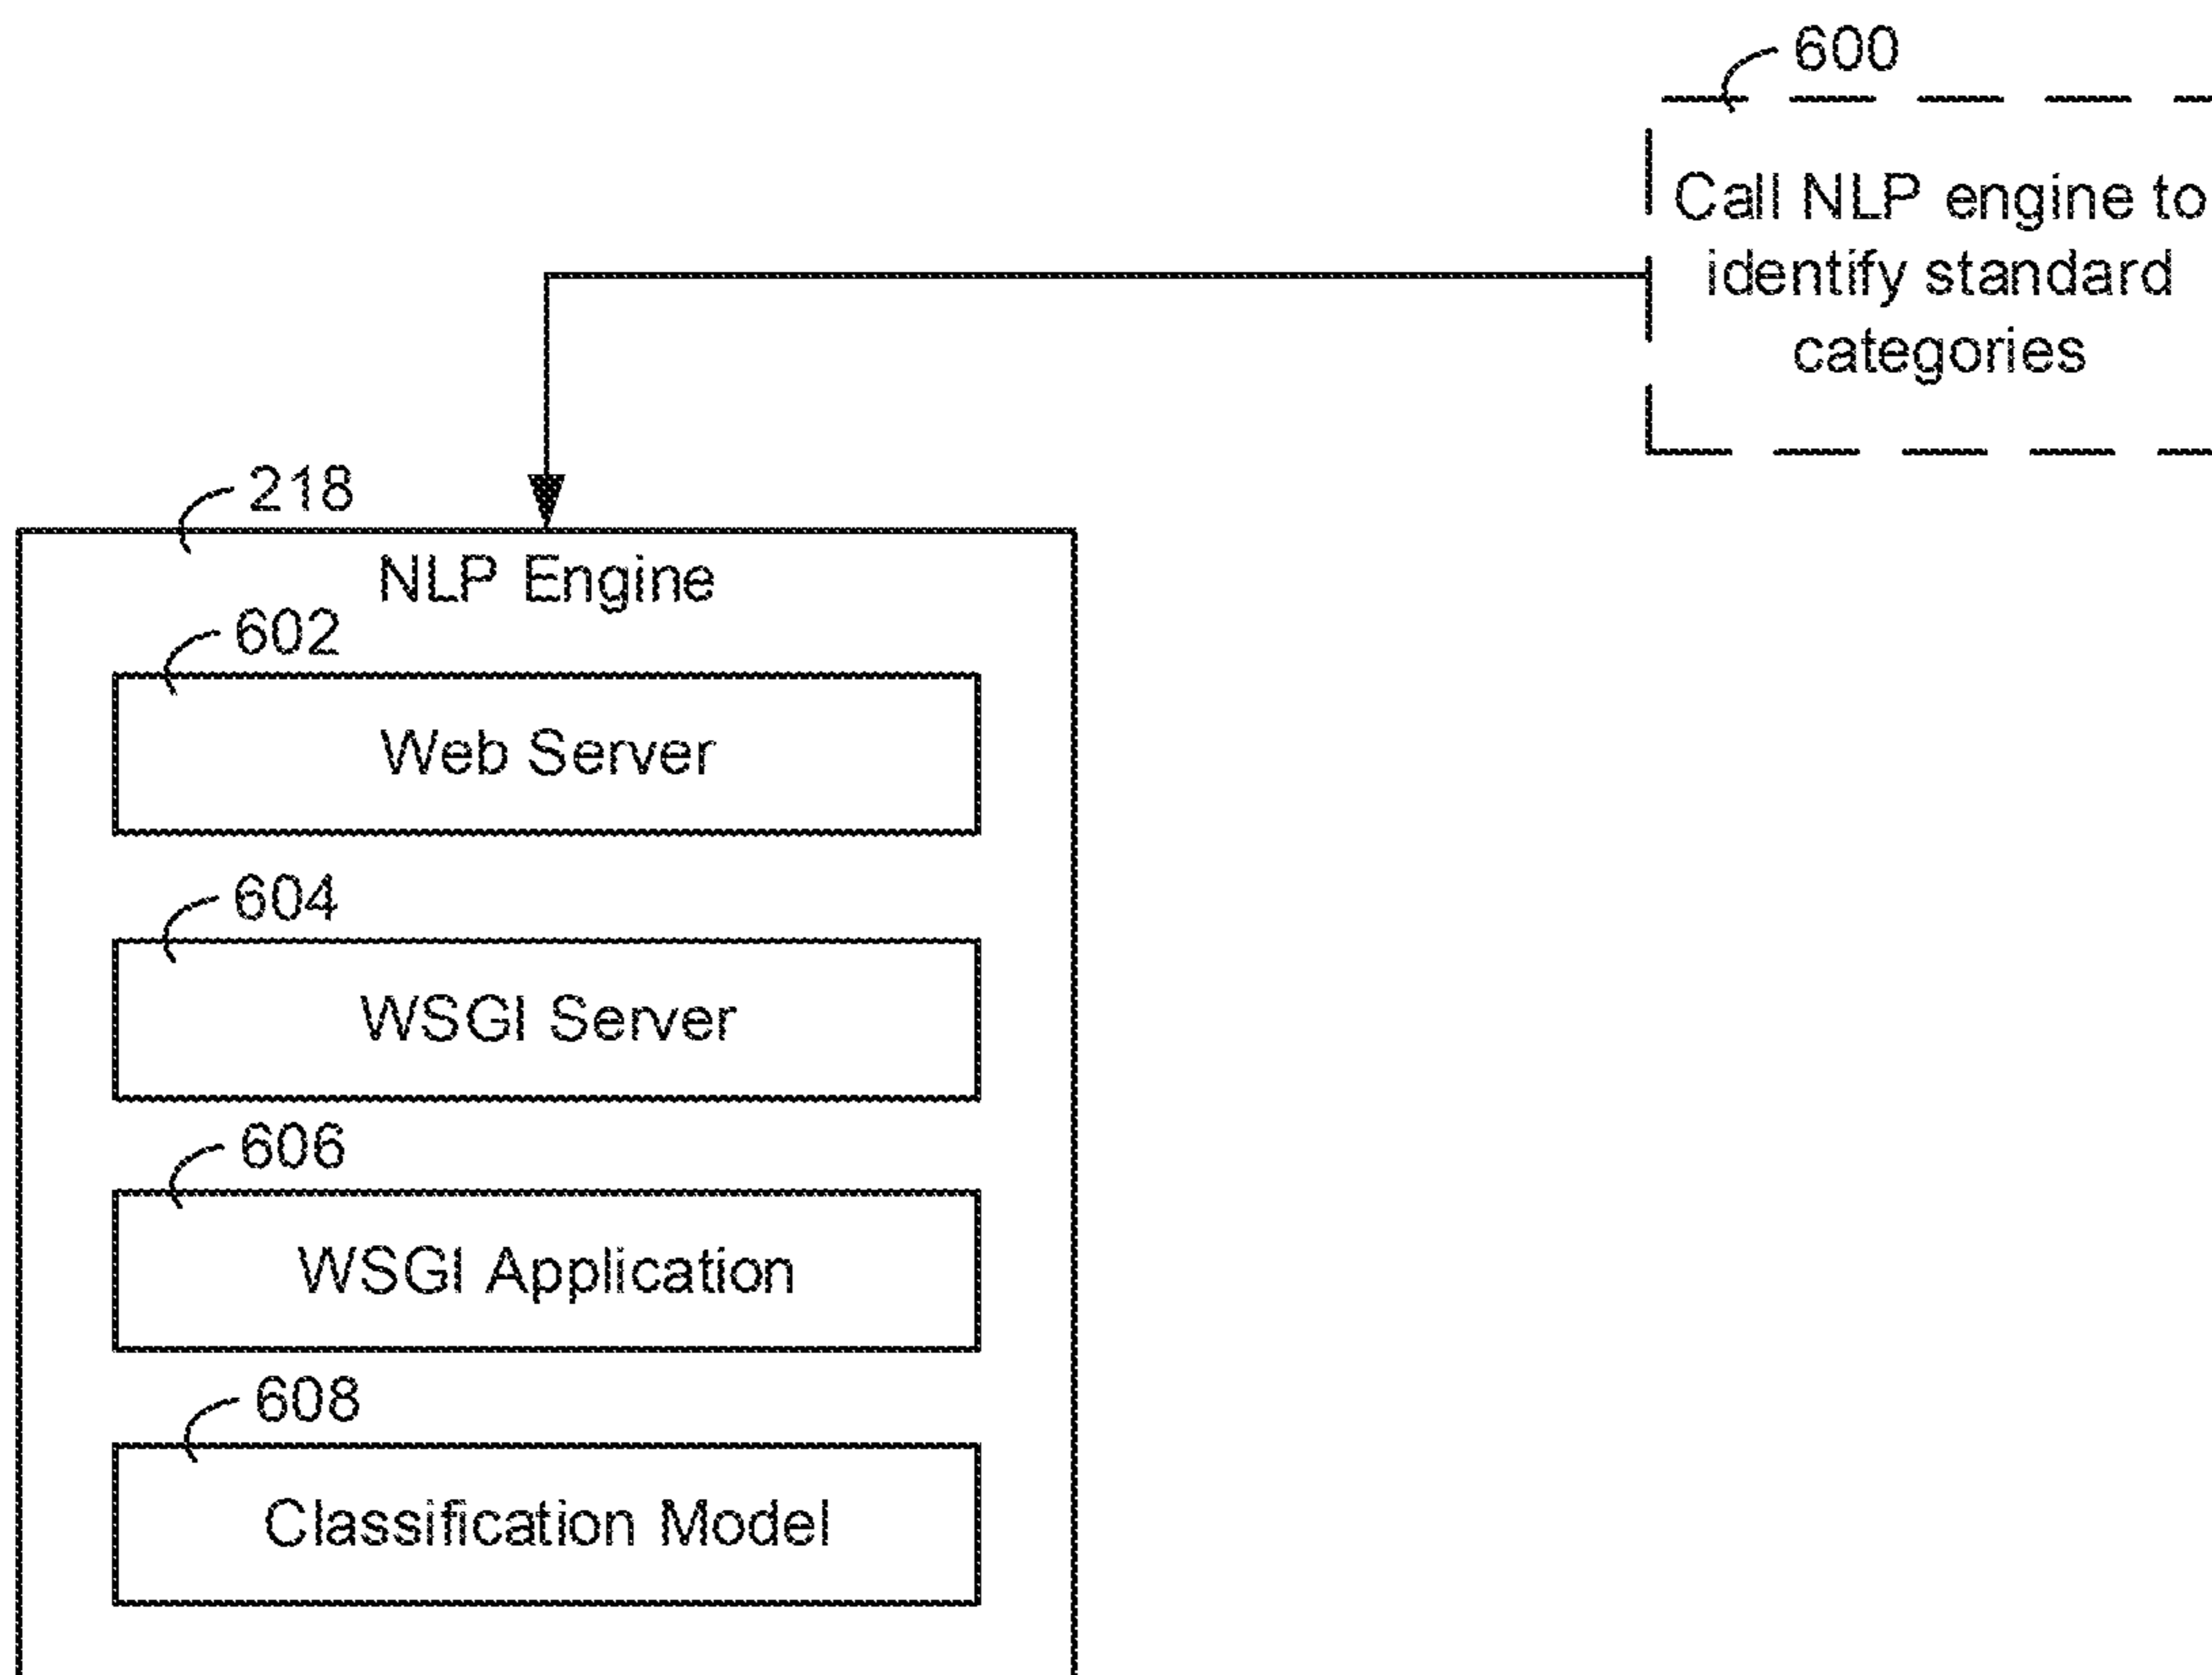 600
Call NLP engine to
identify standard
categories
218
NLP Engine
602
Web Server
604
WSGI Server
606
WSGI Application
608
Classification Model